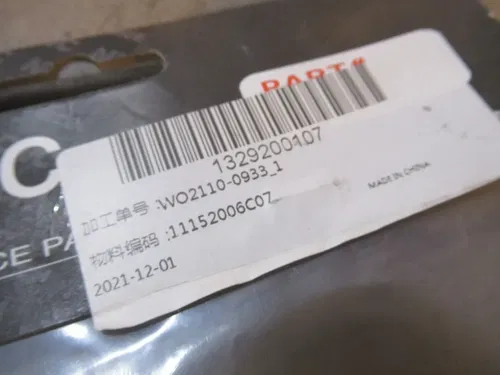 PART#
1329200107
加工单号 :WO2110-0933_1
物料编码 :11152006C07
2021-12-01
MADE IN CHINA
C
CE PA